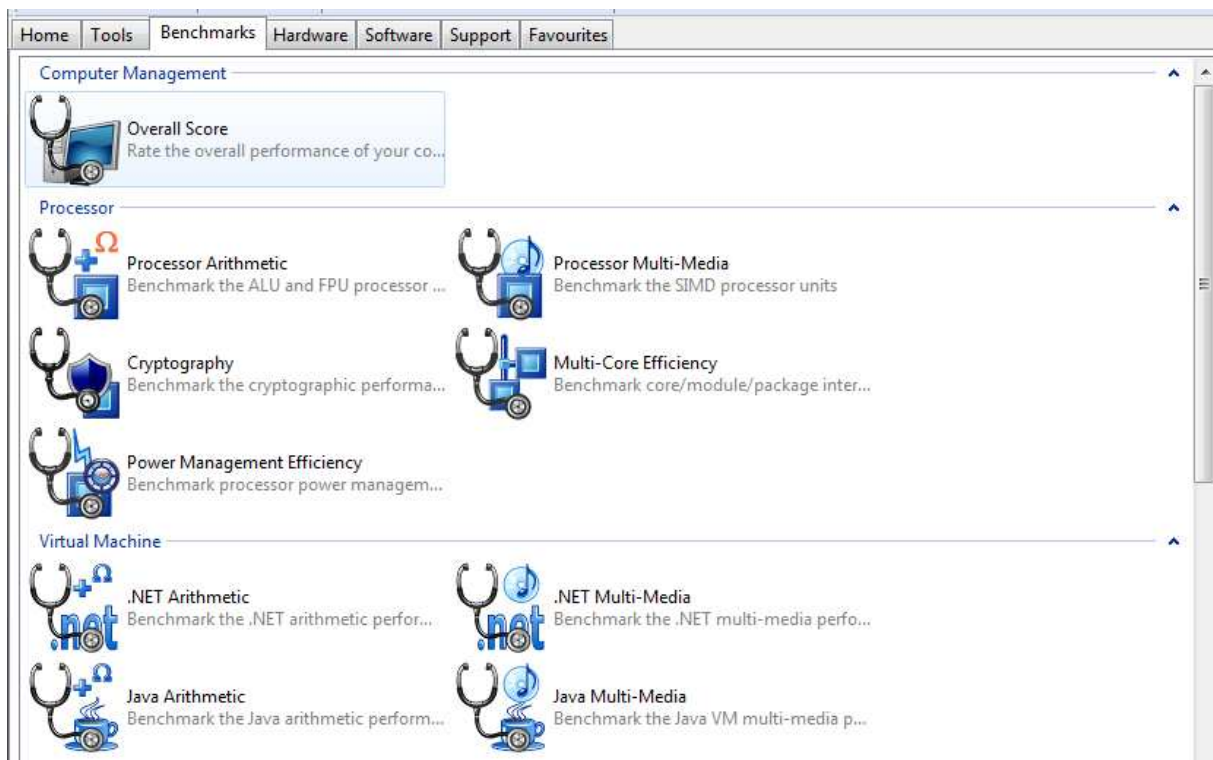 Home Tools Benchmarks Hardware Software Support Favourites
Computer Management
Overall Score
Rate the overall performance of your co...
Processor
Processor Arithmetic
Benchmark the ALU and FPU processor ...
Processor Multi-Media
Benchmark the SIMD processor units
Cryptography
Benchmark the cryptographic performa...
Multi-Core Efficiency
Benchmark core/module/package inter...
Power Management Efficiency
Benchmark processor power managem...
Virtual Machine
.NET Arithmetic
Benchmark the .NET arithmetic perfor...
.NET Multi-Media
Benchmark the .NET multi-media perfo...
Java Arithmetic
Benchmark the Java arithmetic perform...
Java Multi-Media
Benchmark the Java VM multi-media p...